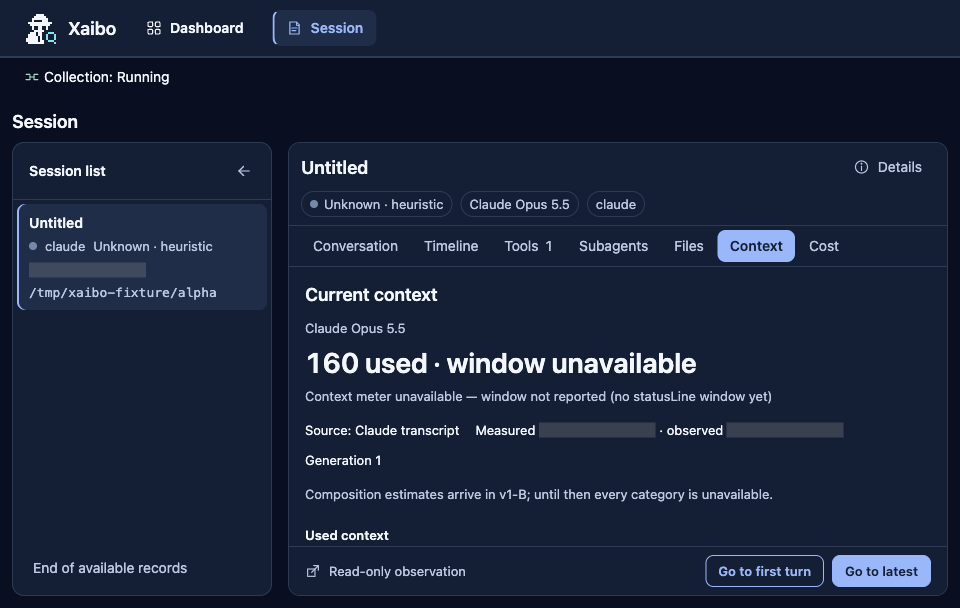 Xaibo
Dashboard
Session
Collection: Running
Session
Session list
Untitled
claude Unknown · heuristic
/tmp/xaibo-fixture/alpha
End of available records
Untitled
Details
Unknown · heuristic
Claude Opus 5.5
claude
Conversation
Timeline
Tools 1
Subagents
Files
Context
Cost
Current context
Claude Opus 5.5
160 used · window unavailable
Context meter unavailable — window not reported (no statusLine window yet)
Source: Claude transcript Measured · observed
Generation 1
Composition estimates arrive in v1-B; until then every category is unavailable.
Used context
Read-only observation
Go to first turn
Go to latest